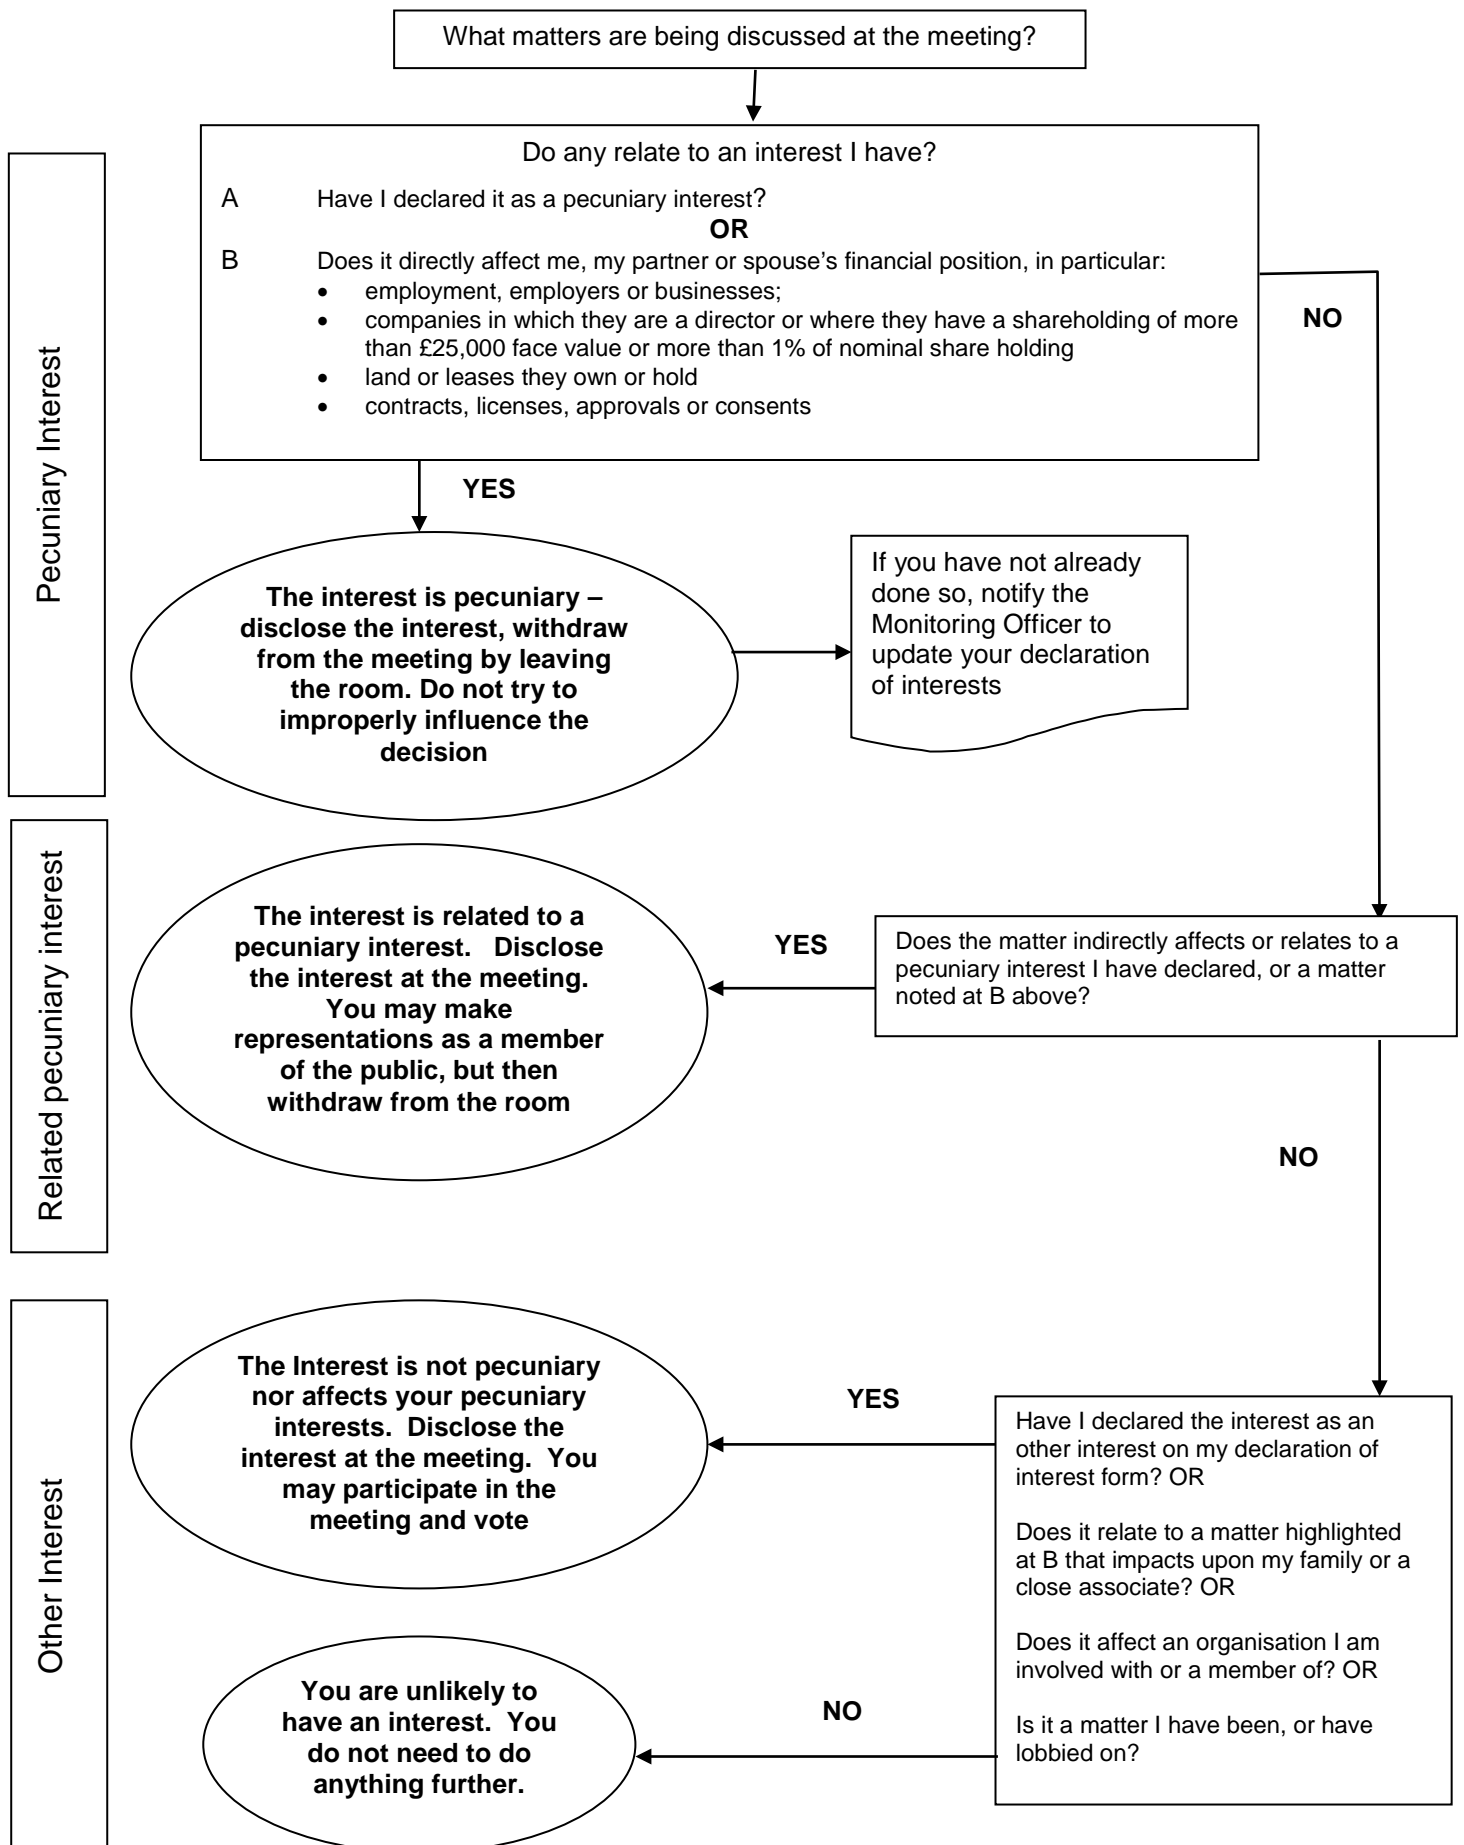 What matters are being discussed at the meeting?
Pecuniary Interest
Do any relate to an interest I have?
A Have I declared it as a pecuniary interest?
OR
B Does it directly affect me, my partner or spouse's financial position, in particular:
• employment, employers or businesses;
• companies in which they are a director or where they have a shareholding of more
than £25,000 face value or more than 1% of nominal share holding
• land or leases they own or hold
• contracts, licenses, approvals or consents
NO
YES
The interest is pecuniary –
disclose the interest, withdraw
from the meeting by leaving
the room. Do not try to
improperly influence the
decision
If you have not already
done so, notify the
Monitoring Officer to
update your declaration
of interests
Related pecuniary interest
The interest is related to a
pecuniary interest. Disclose
the interest at the meeting.
You may make
representations as a member
of the public, but then
withdraw from the room
YES
Does the matter indirectly affects or relates to a
pecuniary interest I have declared, or a matter
noted at B above?
NO
Other Interest
The Interest is not pecuniary
nor affects your pecuniary
interests. Disclose the
interest at the meeting. You
may participate in the
meeting and vote
YES
Have I declared the interest as an
other interest on my declaration of
interest form? OR
Does it relate to a matter highlighted
at B that impacts upon my family or a
close associate? OR
Does it affect an organisation I am
involved with or a member of? OR
Is it a matter I have been, or have
lobbied on?
NO
You are unlikely to
have an interest. You
do not need to do
anything further.